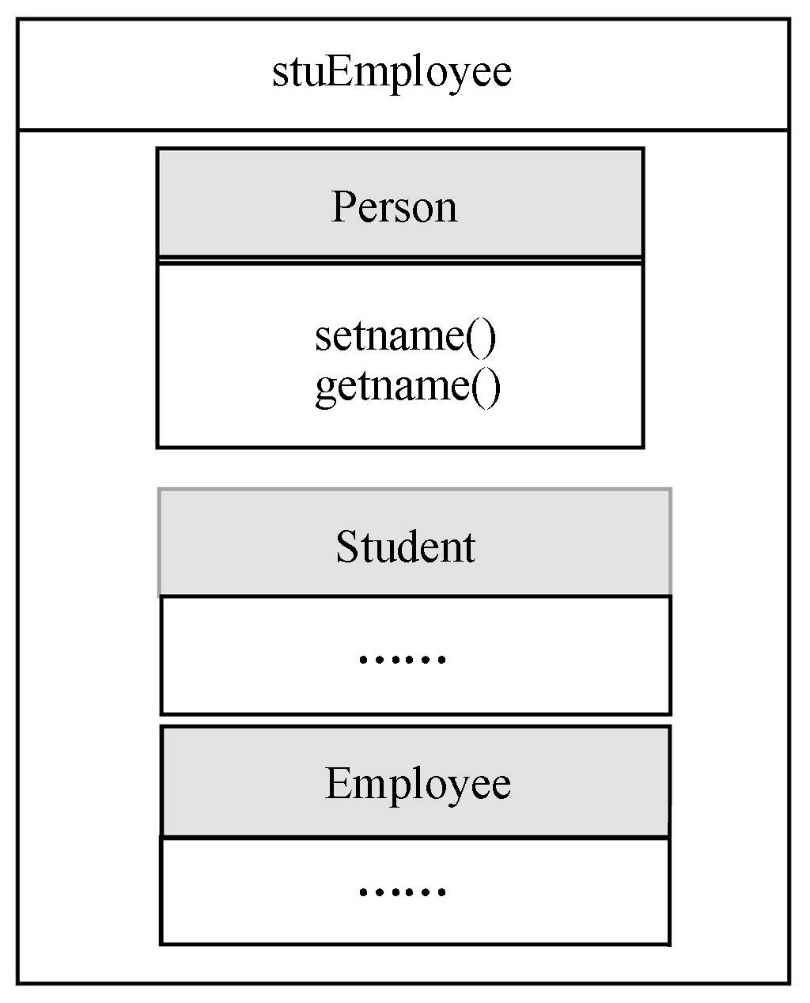 stuEmployee
Person
setname()
getname()
Student
……
Employee
……